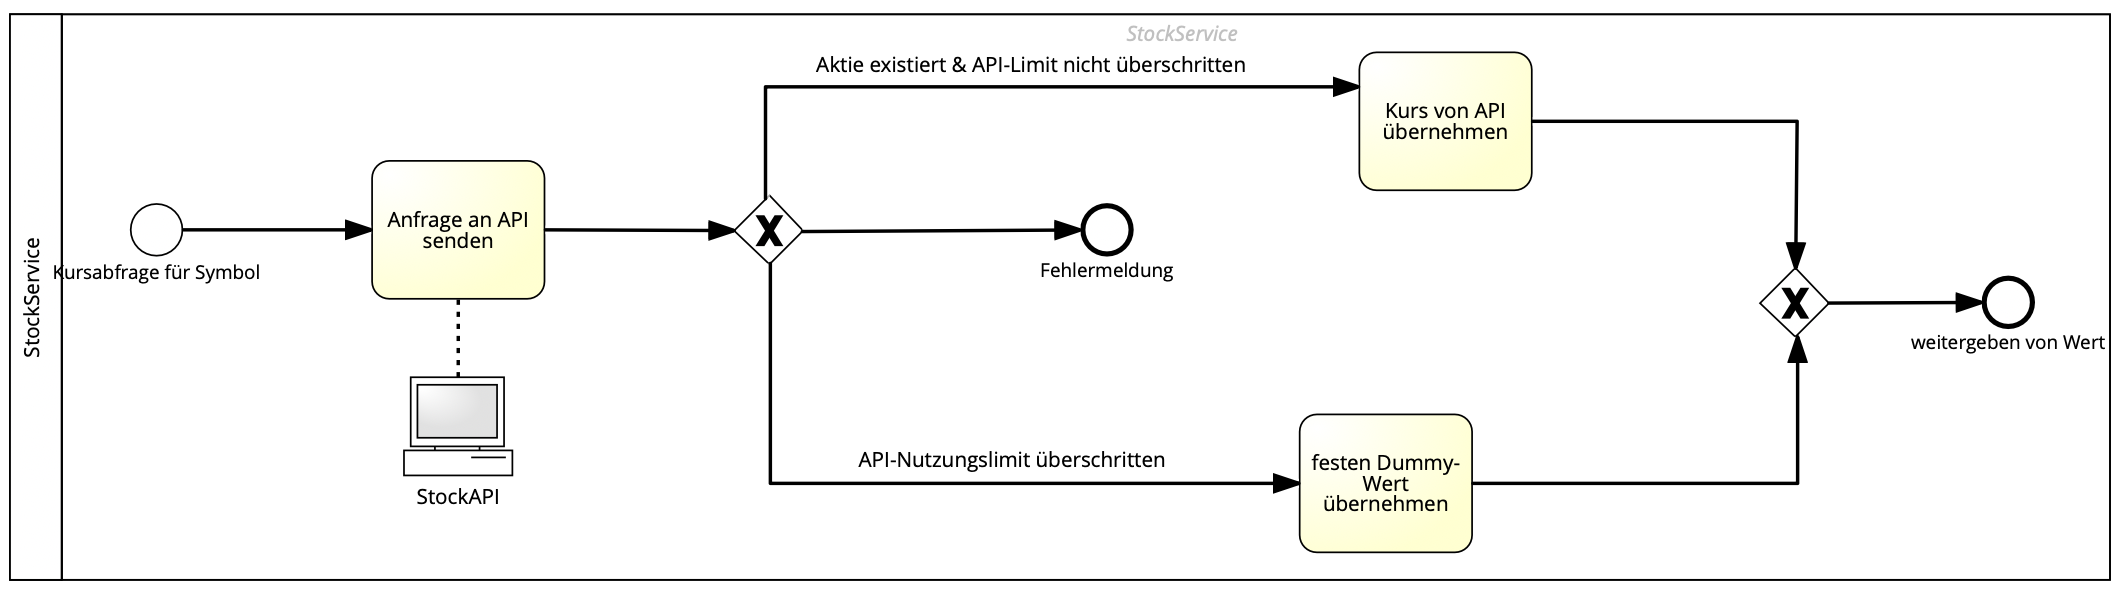 StockService
StockService
Aktie existiert & API-Limit nicht überschritten
Kurs von API
übernehmen
Anfrage an API
senden
X
Kursabfrage für Symbol
Fehlermeldung
X
weitergeben von Wert
StockAPI
API-Nutzungslimit überschritten
festen Dummy-
Wert
übernehmen